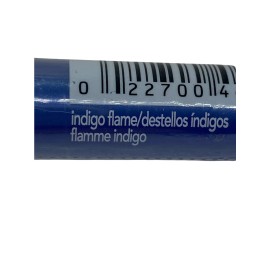 0 22700 4
indigo flame/destellos índigos
flamme indigo